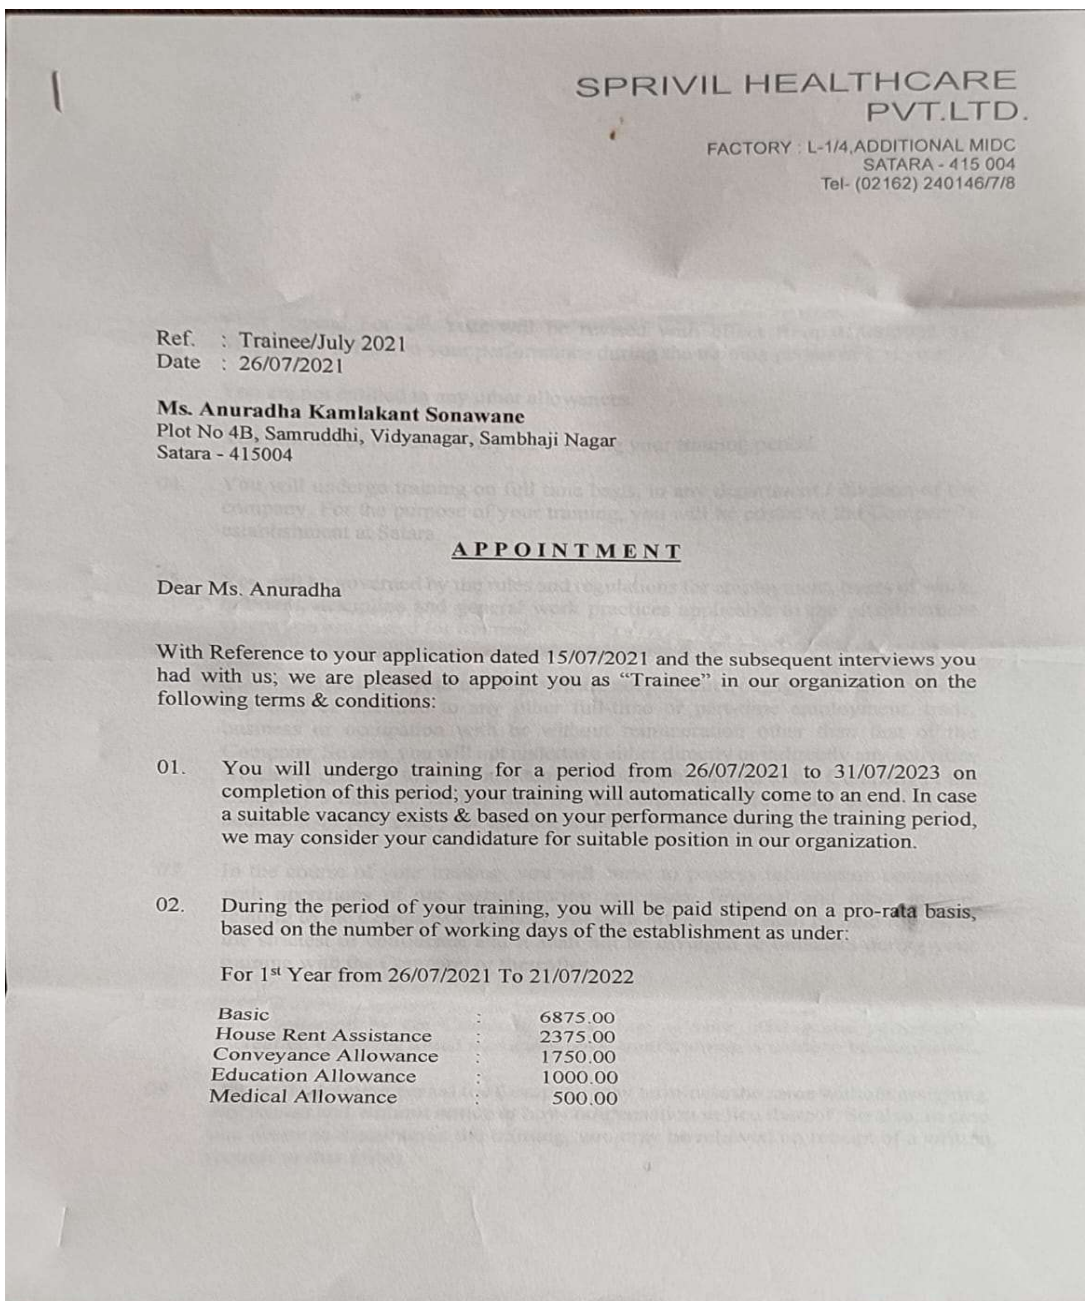 SPRIVIL HEALTHCARE
PVT.LTD.
FACTORY : L-1/4,ADDITIONAL MIDC
SATARA - 415 004
Tel- (02162) 240146/7/8
Ref. : Trainee/July 2021
Date : 26/07/2021
Ms. Anuradha Kamlakant Sonawane
Plot No 4B, Samruddhi, Vidyanagar, Sambhaji Nagar
Satara - 415004
APPOINTMENT
Dear Ms. Anuradha
With Reference to your application dated 15/07/2021 and the subsequent interviews you
had with us; we are pleased to appoint you as “Trainee” in our organization on the
following terms & conditions:
01. You will undergo training for a period from 26/07/2021 to 31/07/2023 on
completion of this period; your training will automatically come to an end. In case
a suitable vacancy exists & based on your performance during the training period,
we may consider your candidature for suitable position in our organization.
02. During the period of your training, you will be paid stipend on a pro-rata basis,
based on the number of working days of the establishment as under:
For 1st Year from 26/07/2021 To 21/07/2022
Basic : 6875.00
House Rent Assistance : 2375.00
Conveyance Allowance : 1750.00
Education Allowance : 1000.00
Medical Allowance : 500.00